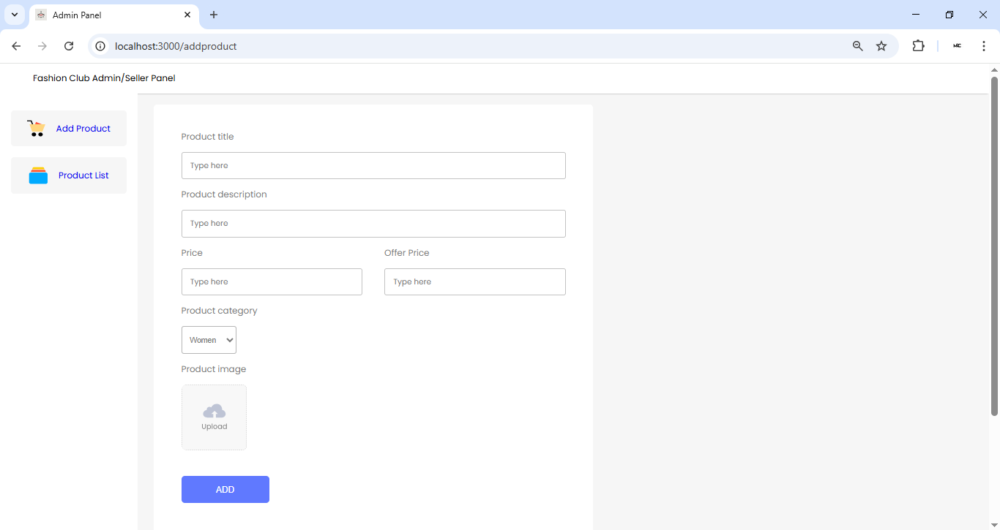 Admin Panel
localhost:3000/addproduct
Fashion Club Admin/Seller Panel
Add Product
Product List
Product title
Type here
Product description
Type here
Price
Offer Price
Type here
Type here
Product category
Women
Product image
Upload
ADD